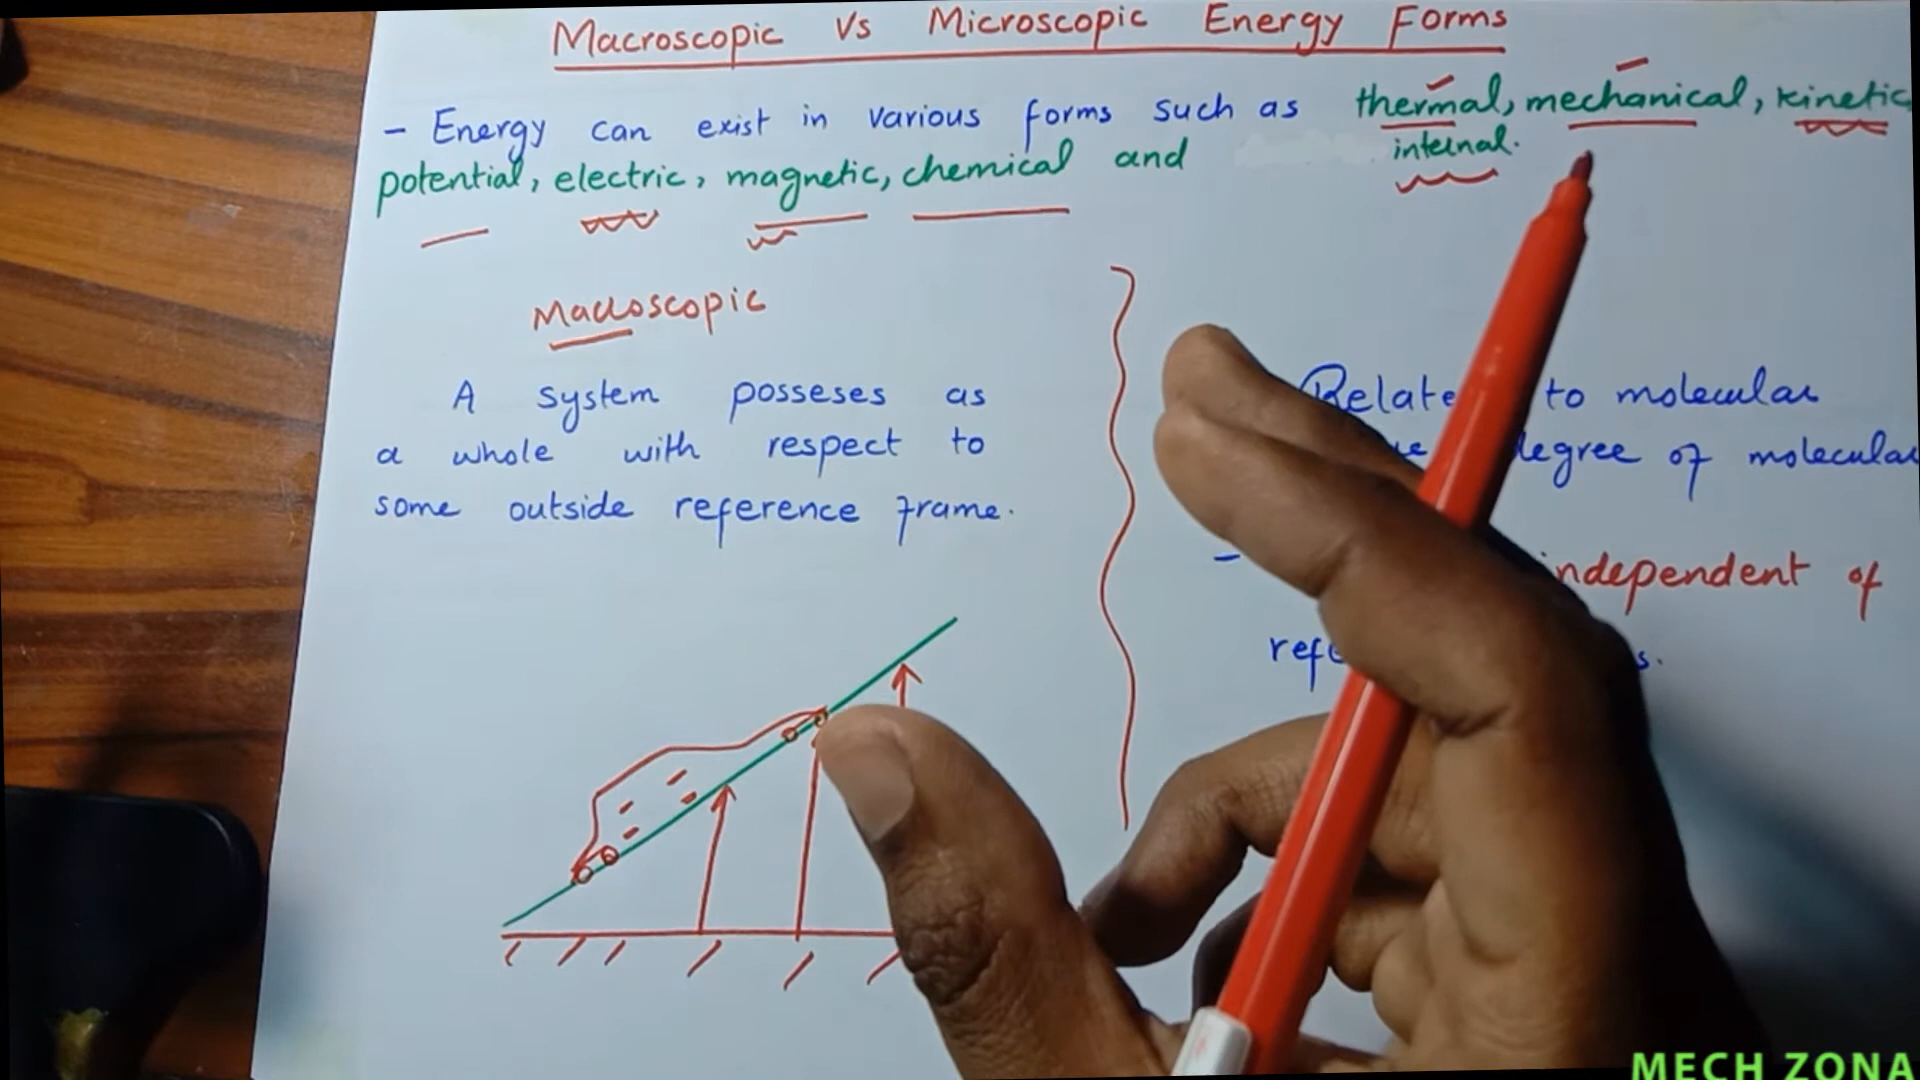 Macroscopic Vs Microscopic Energy Forms
- Energy can exist in various forms such as thermal, mechanical, kinetic,
potential, electric, magnetic, chemical and internal.
Macroscopic
A system posseses as
a whole with respect to
some outside reference frame.
to molecular
of molecular
-
of
MECH ZONA